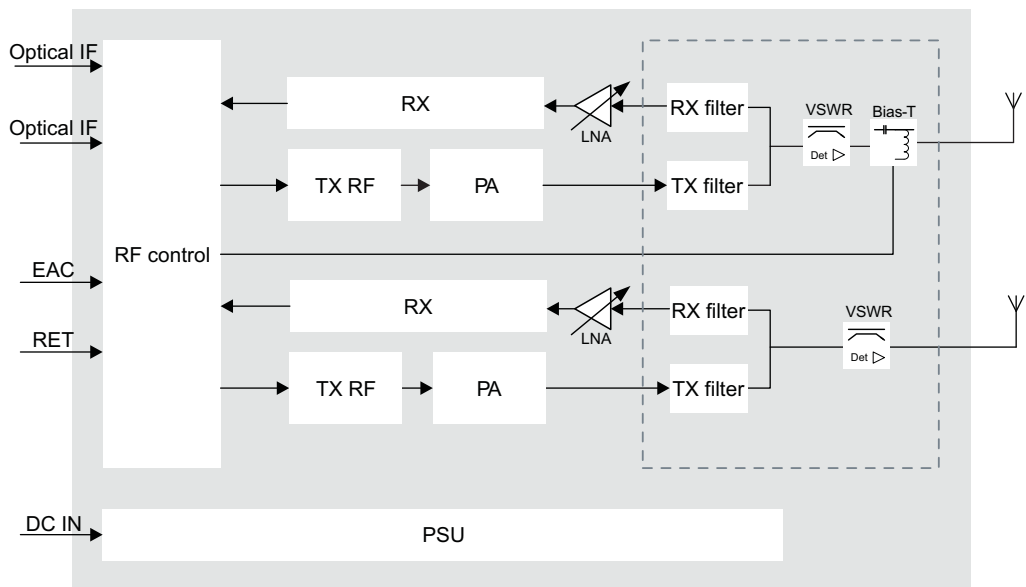 Optical IF
Optical IF
EAC
RET
DC IN
RF control
RX
LNA
RX filter
VSWR
Det
Bias-T
TX RF
PA
TX filter
RX
LNA
RX filter
VSWR
Det
TX RF
PA
TX filter
PSU